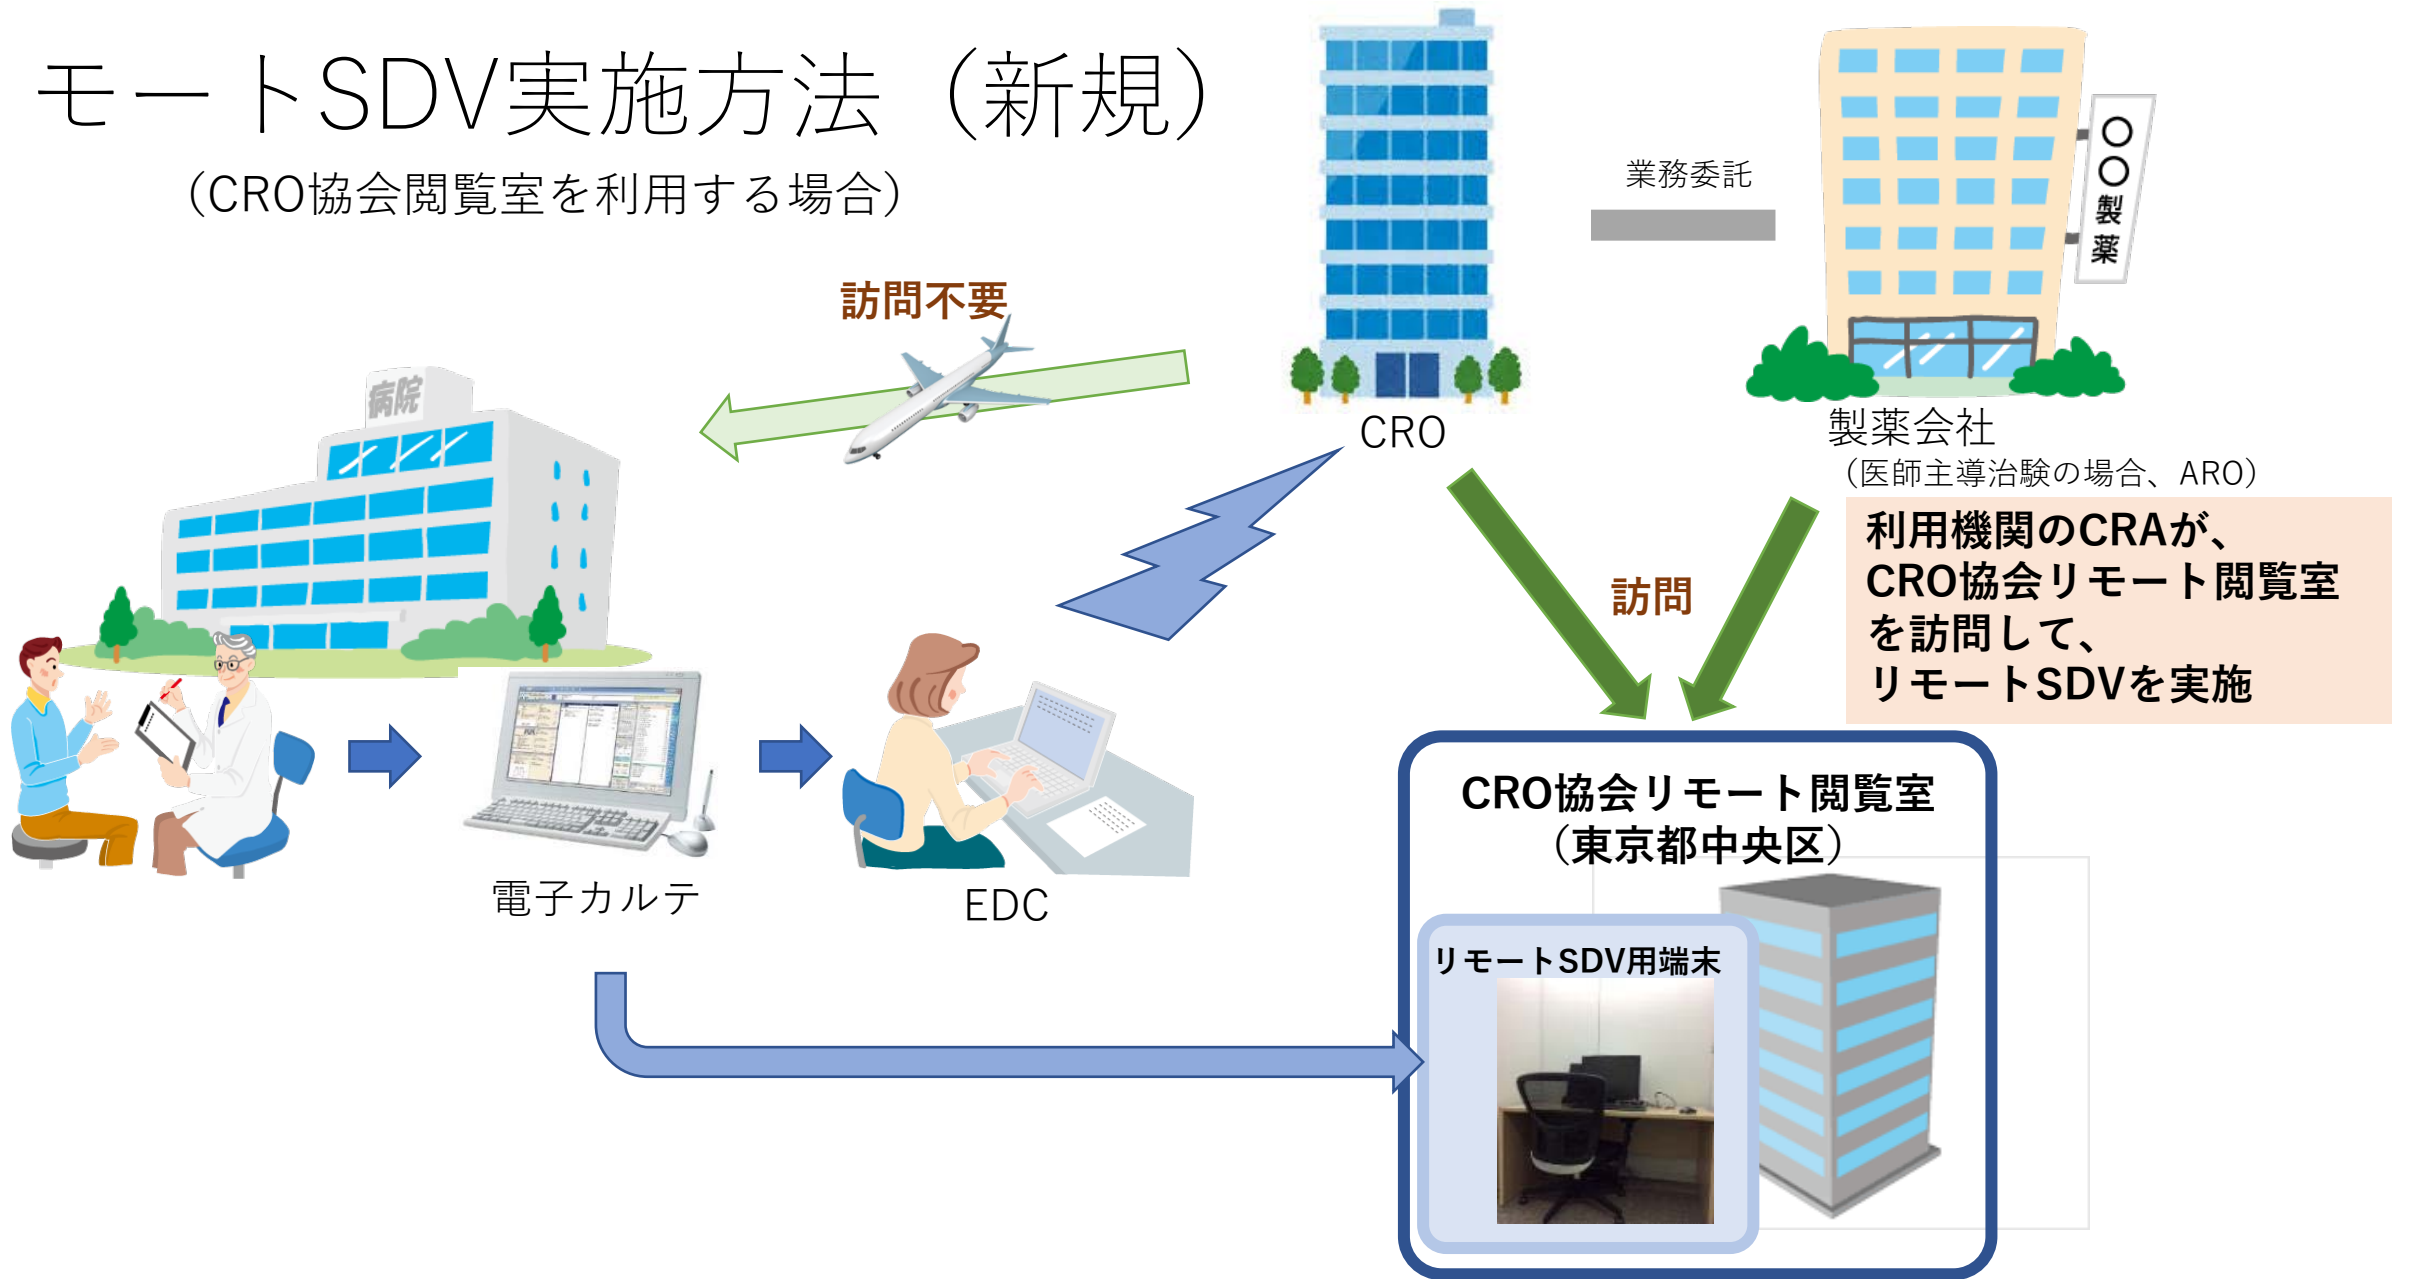 モートSDV実施方法（新規）
（CRO協会閲覧室を利用する場合）
業務委託
〇〇製薬
訪問不要
病院
CRO
製薬会社
（医師主導治験の場合、ARO）
利用機関のCRAが、
CRO協会リモート閲覧室
を訪問して、
リモートSDVを実施
訪問
CRO協会リモート閲覧室
（東京都中央区）
電子カルテ
EDC
リモートSDV用端末